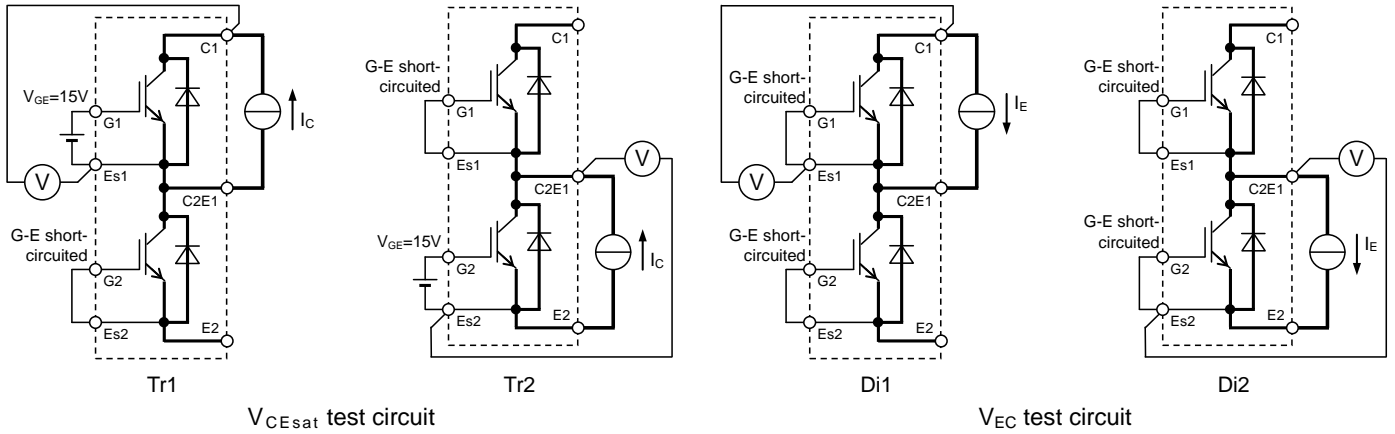 C1
V_GE=15V
G1
I_C
V
Es1
C2E1
G-E short-
circuited
G2
Es2
E2
Tr1
C1
G-E short-
circuited
G1
Es1
V
C2E1
V_GE=15V
G2
I_C
Es2
E2
Tr2
V_CEsat test circuit
C1
G-E short-
circuited
G1
I_E
V
Es1
C2E1
G-E short-
circuited
G2
Es2
E2
Di1
C1
G-E short-
circuited
G1
Es1
V
C2E1
G-E short-
circuited
G2
I_E
Es2
E2
Di2
V_EC test circuit